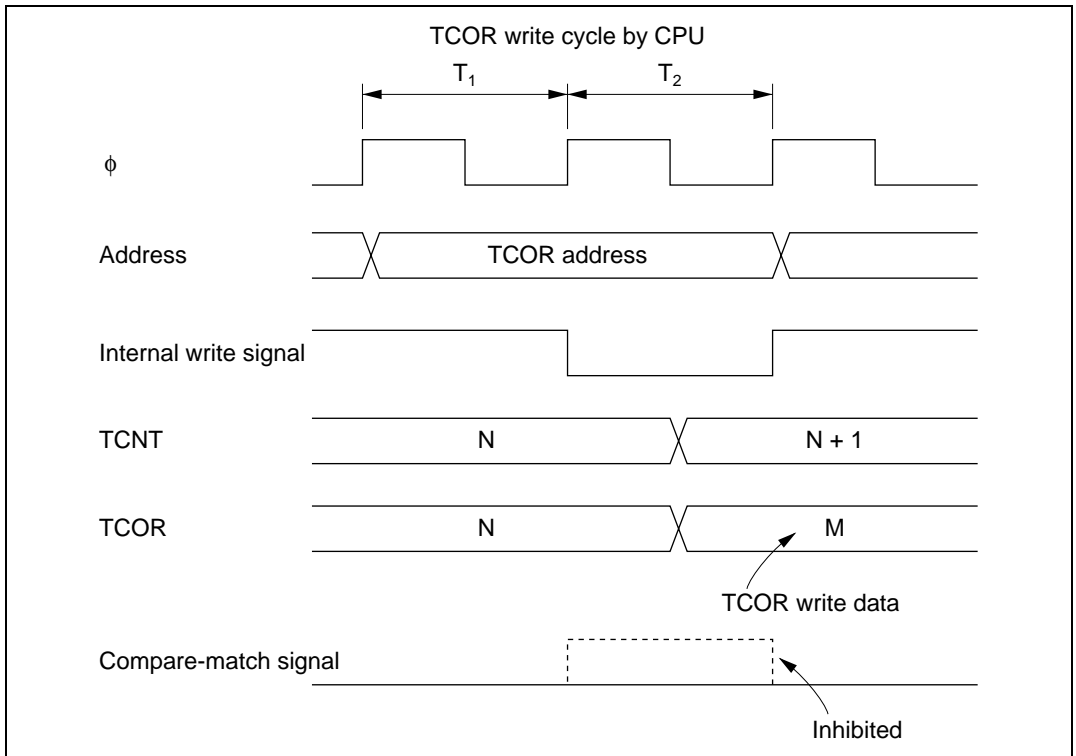 TCOR write cycle by CPU
T1 T2
ϕ
Address TCOR address
Internal write signal
TCNT N N + 1
TCOR N M
TCOR write data
Compare-match signal
Inhibited